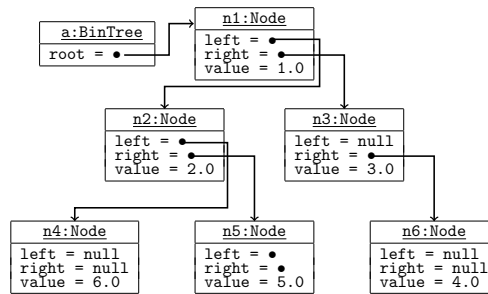 a:BinTree
root =
n1:Node
left =
right =
value = 1.0
n2:Node
left =
right =
value = 2.0
n3:Node
left = null
right =
value = 3.0
n4:Node
left = null
right = null
value = 6.0
n5:Node
left =
right =
value = 5.0
n6:Node
left = null
right = null
value = 4.0